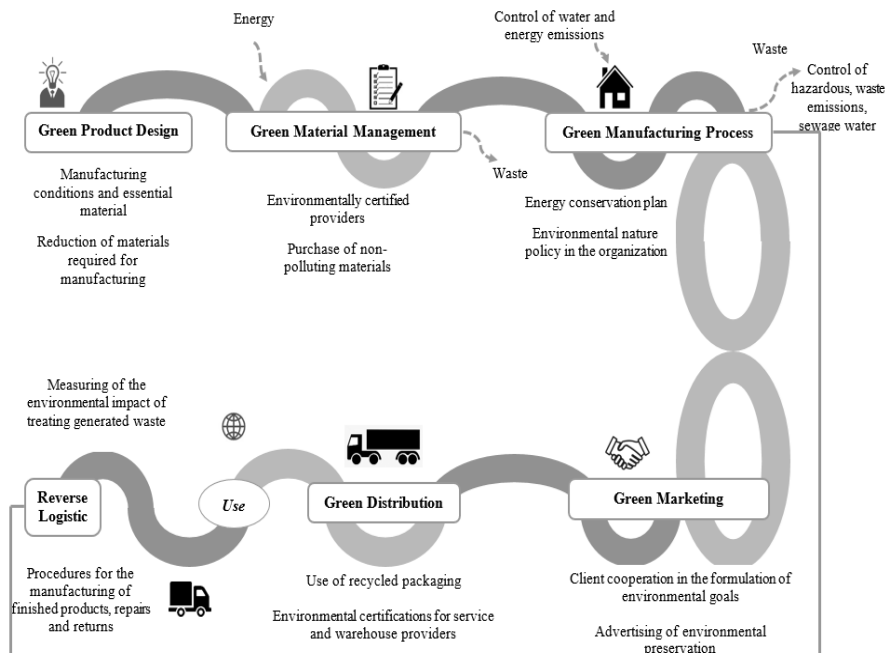 Energy
Control of water and
energy emissions
Waste
Control of
hazardous, waste
emissions,
sewage water
Green Product Design
Green Material Management
Green Manufacturing Process
Manufacturing
conditions and essential
material
Reduction of materials
required for
manufacturing
Waste
Environmentally certified
providers
Purchase of non-
polluting materials
Energy conservation plan
Environmental nature
policy in the organization
Measuring of the
environmental impact of
treating generated waste
Reverse
Logistic
Use
Green Distribution
Green Marketing
Procedures for the
manufacturing of
finished products, repairs
and returns
Use of recycled packaging
Environmental certifications for service
and warehouse providers
Client cooperation in the formulation of
environmental goals
Advertising of environmental
preservation